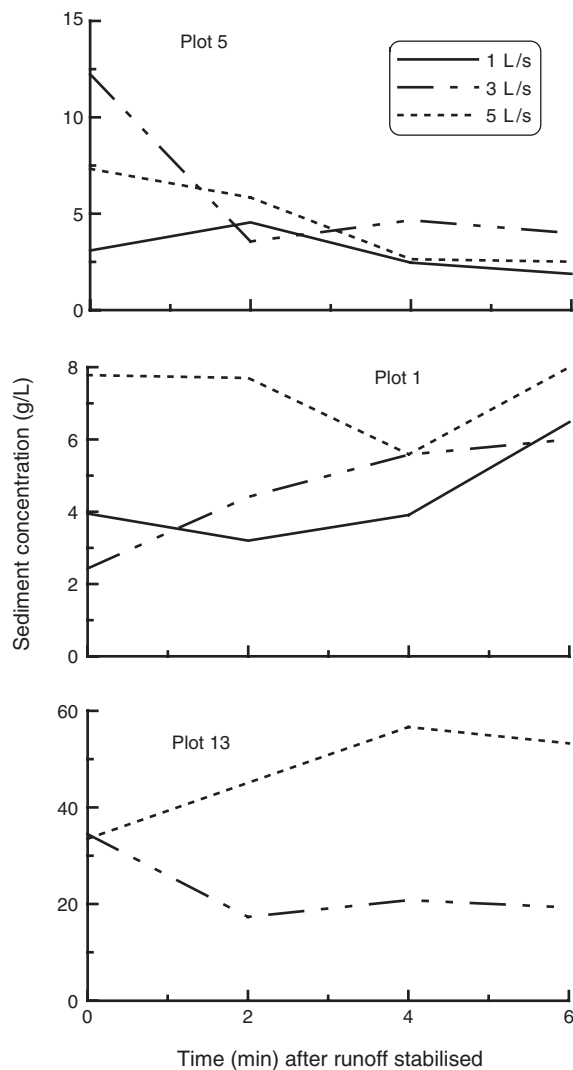 15
Plot 5
1 L/s
3 L/s
5 L/s
10
5
0
8
Plot 1
6
4
2
0
Sediment concentration (g/L)
60
Plot 13
40
20
0
0
2
4
6
Time (min) after runoff stabilised